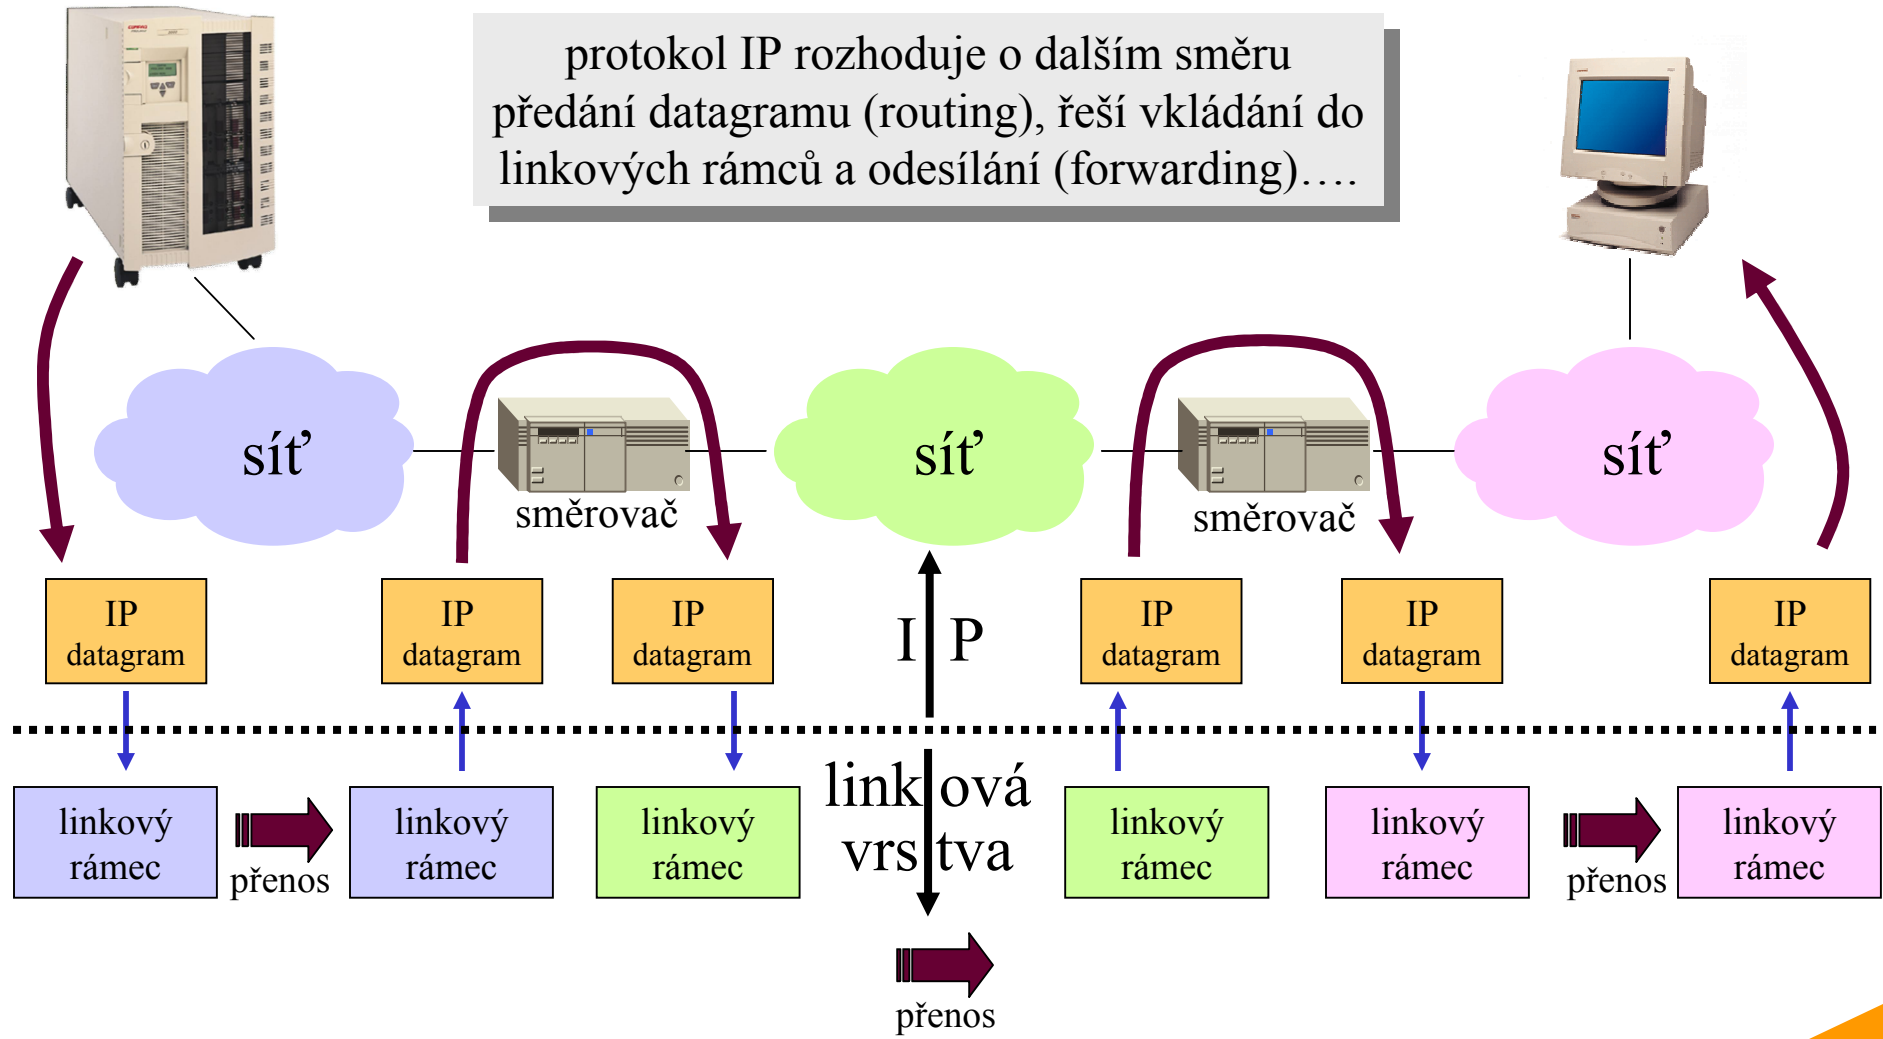 protokol IP rozhoduje o dalším směru
předání datagramu (routing), řeší vkládání do
linkových rámců a odesílání (forwarding)….
síť
síť
síť
směrovač
směrovač
IP
datagram
IP
datagram
IP
datagram
I P
IP
datagram
IP
datagram
IP
datagram
linkový
rámec
přenos
linkový
rámec
linkový
rámec
linková
vrstva
linkový
rámec
linkový
rámec
přenos
linkový
rámec
přenos